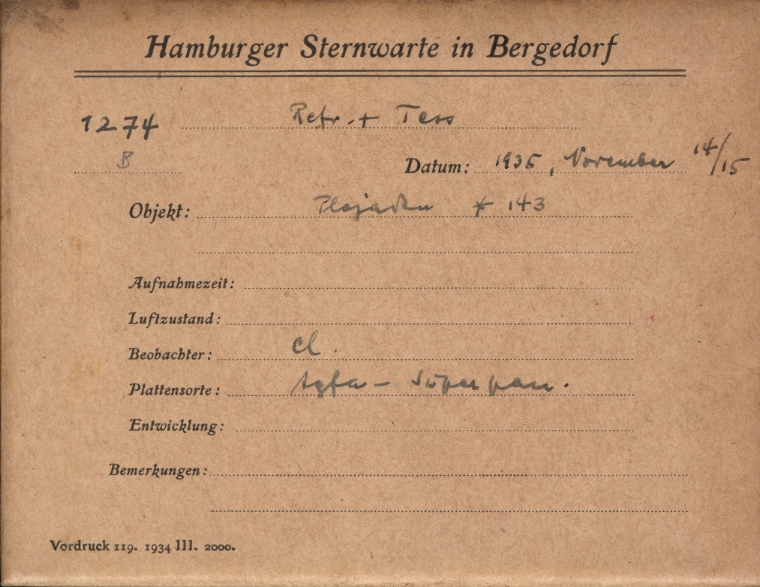 Hamburger Sternwarte in Bergedorf
1274 Refr. + Tess
B
Datum: 1935, November 14/15
Objekt: Plejaden * 143
Aufnahmezeit:
Luftzustand:
Beobachter: Cl.
Plattensorte: Agfa – Superpan.
Entwicklung:
Bemerkungen:
Vordruck 119. 1934 III. 2000.